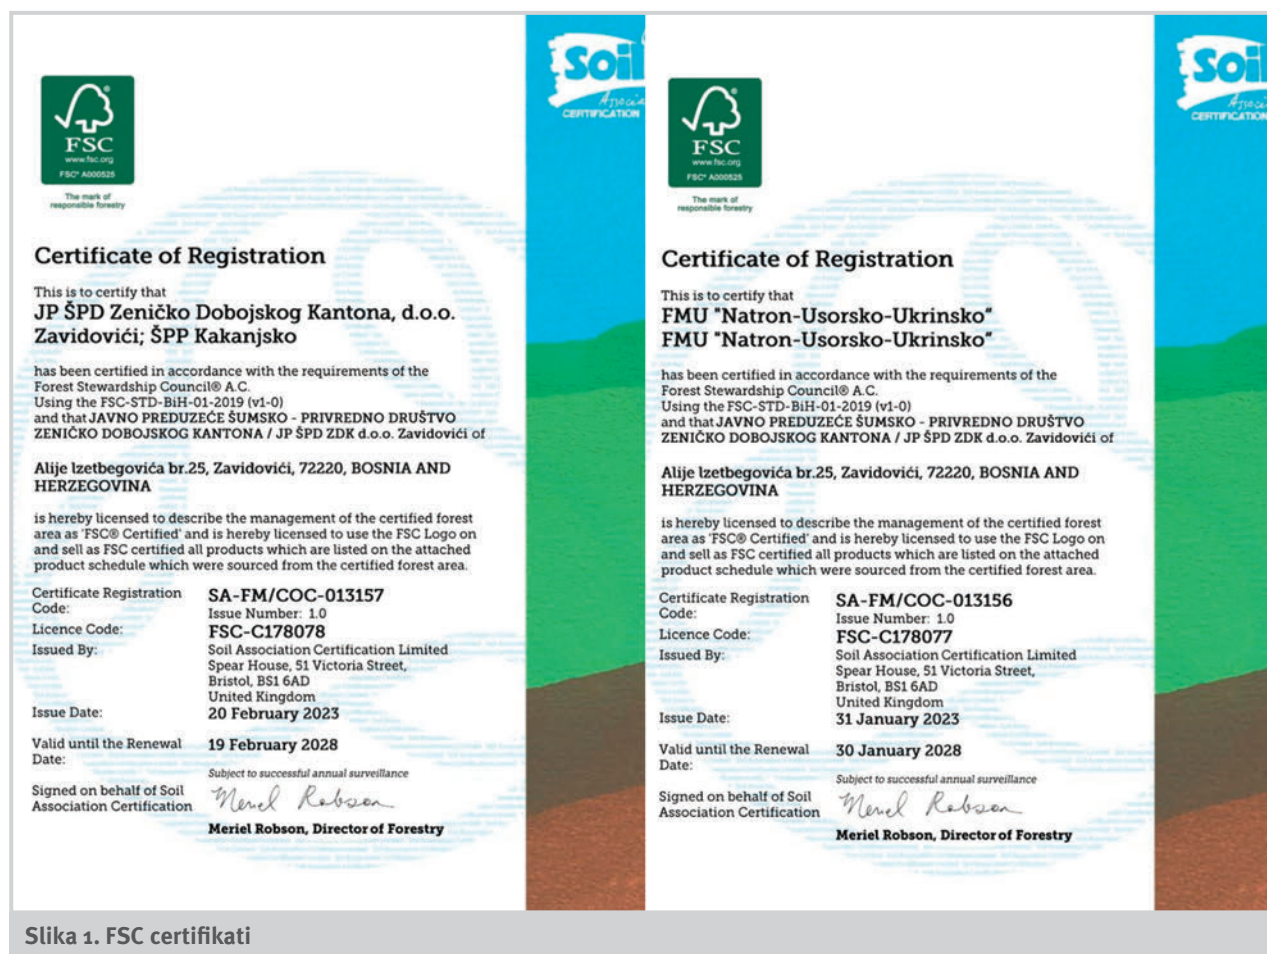 FSC
www.fsc.org
FSC® A000525
The mark of
responsible forestry
Soil
Associa
CERTIFICATION
Certificate of Registration
This is to certify that
JP ŠPD Zeničko Dobojskog Kantona, d.o.o.
Zavidovići; ŠPP Kakanjsko
has been certified in accordance with the requirements of the
Forest Stewardship Council® A.C.
Using the FSC-STD-BiH-01-2019 (v1-0)
and that JAVNO PREDUZEĆE ŠUMSKO - PRIVREDNO DRUŠTVO
ZENIČKO DOBOJSKOG KANTONA / JP ŠPD ZDK d.o.o. Zavidovići of
Alije Izetbegovića br.25, Zavidovići, 72220, BOSNIA AND
HERZEGOVINA
is hereby licensed to describe the management of the certified forest
area as 'FSC® Certified' and is hereby licensed to use the FSC Logo on
and sell as FSC certified all products which are listed on the attached
product schedule which were sourced from the certified forest area.
Certificate Registration SA-FM/COC-013157
Code: Issue Number: 1.0
Licence Code: FSC-C178078
Issued By: Soil Association Certification Limited
Spear House, 51 Victoria Street,
Bristol, BS1 6AD
United Kingdom
Issue Date: 20 February 2023
Valid until the Renewal 19 February 2028
Date:
Subject to successful annual surveillance
Signed on behalf of Soil Meriel Robson
Association Certification
Meriel Robson, Director of Forestry
FSC
www.fsc.org
FSC® A000525
The mark of
responsible forestry
Soil
Associa
CERTIFICATION
Certificate of Registration
This is to certify that
FMU "Natron-Usorsko-Ukrinsko“
FMU "Natron-Usorsko-Ukrinsko“
has been certified in accordance with the requirements of the
Forest Stewardship Council® A.C.
Using the FSC-STD-BiH-01-2019 (v1-0)
and that JAVNO PREDUZEĆE ŠUMSKO - PRIVREDNO DRUŠTVO
ZENIČKO DOBOJSKOG KANTONA / JP ŠPD ZDK d.o.o. Zavidovići of
Alije Izetbegovića br.25, Zavidovići, 72220, BOSNIA AND
HERZEGOVINA
is hereby licensed to describe the management of the certified forest
area as 'FSC® Certified' and is hereby licensed to use the FSC Logo on
and sell as FSC certified all products which are listed on the attached
product schedule which were sourced from the certified forest area.
Certificate Registration SA-FM/COC-013156
Code: Issue Number: 1.0
Licence Code: FSC-C178077
Issued By: Soil Association Certification Limited
Spear House, 51 Victoria Street,
Bristol, BS1 6AD
United Kingdom
Issue Date: 31 January 2023
Valid until the Renewal 30 January 2028
Date:
Subject to successful annual surveillance
Signed on behalf of Soil Meriel Robson
Association Certification
Meriel Robson, Director of Forestry
Slika 1. FSC certifikati